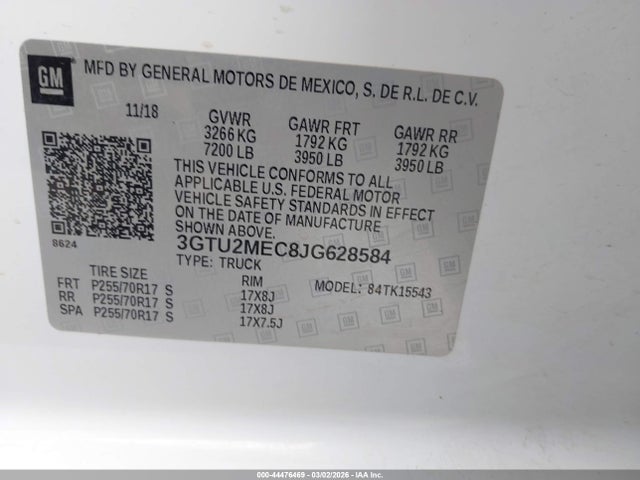 GM
MFD BY GENERAL MOTORS DE MEXICO, S. DE R.L. DE C.V.
11/18 GVWR GAWR FRT GAWR RR
3266 KG 1792 KG 1792 KG
7200 LB 3950 LB 3950 LB
THIS VEHICLE CONFORMS TO ALL
APPLICABLE U.S. FEDERAL MOTOR
VEHICLE SAFETY STANDARDS IN EFFECT
ON THE DATE OF MANUFACTURE
SHOWN ABOVE.
8624
3GTU2MEC8JG628584
TYPE: TRUCK
TIRE SIZE RIM MODEL: 84TK15543
FRT P255/70R17 S 17X8J
RR P255/70R17 S 17X8J
SPA P255/70R17 S 17X7.5J
000-44476469 - 03/02/2026 - IAA Inc.